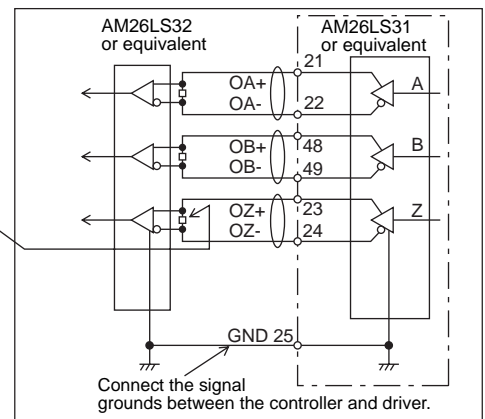 AM26LS32
or equivalent
AM26LS31
or equivalent
21
OA+
OA-
22
A
OB+
48
OB-
49
B
OZ+
23
OZ-
24
Z
GND 25
Connect the signal
grounds between the controller and driver.